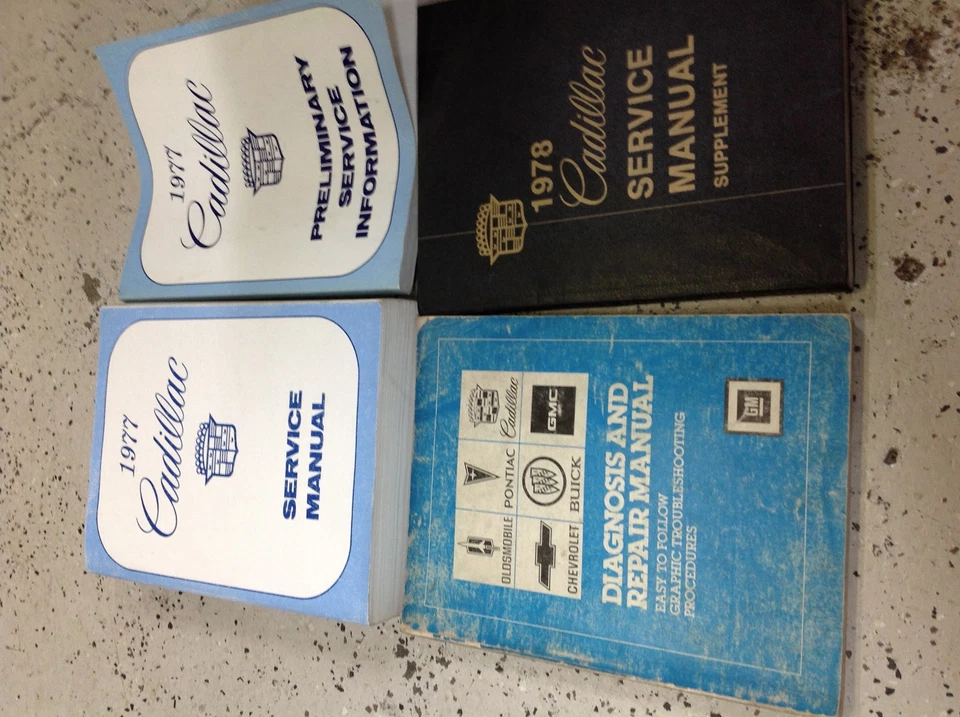 1977
Cadillac
SERVICE
MANUAL
1977
Cadillac
PRELIMINARY
SERVICE
INFORMATION
OLDSMOBILE PONTIAC Cadillac
CHEVROLET BUICK GMC
DIAGNOSIS AND
REPAIR MANUAL
EASY TO FOLLOW
GRAPHIC TROUBLESHOOTING
PROCEDURES
GM
1978
Cadillac
SERVICE
MANUAL
SUPPLEMENT